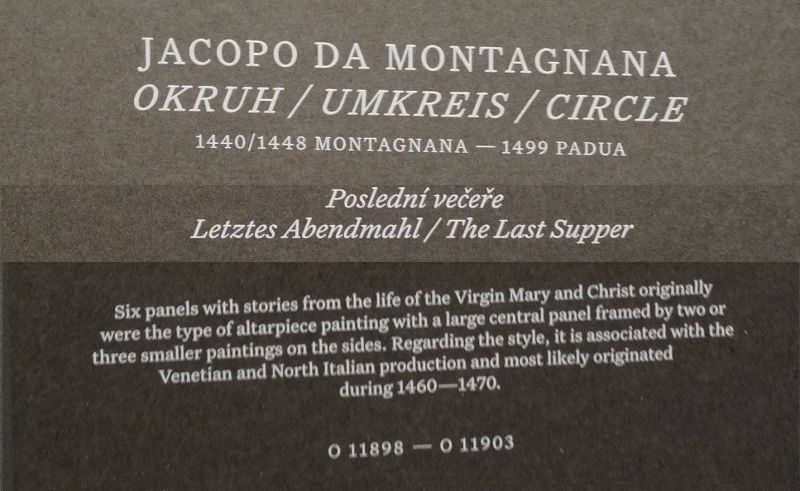 JACOPO DA MONTAGNANA
OKRUH / UMKREIS / CIRCLE
1440/1448 MONTAGNANA — 1499 PADUA
Poslední večeře
Letztes Abendmahl / The Last Supper
Six panels with stories from the life of the Virgin Mary and Christ originally
were the type of altarpiece painting with a large central panel framed by two or
three smaller paintings on the sides. Regarding the style, it is associated with the
Venetian and North Italian production and most likely originated
during 1460—1470.
O 11898 — O 11903